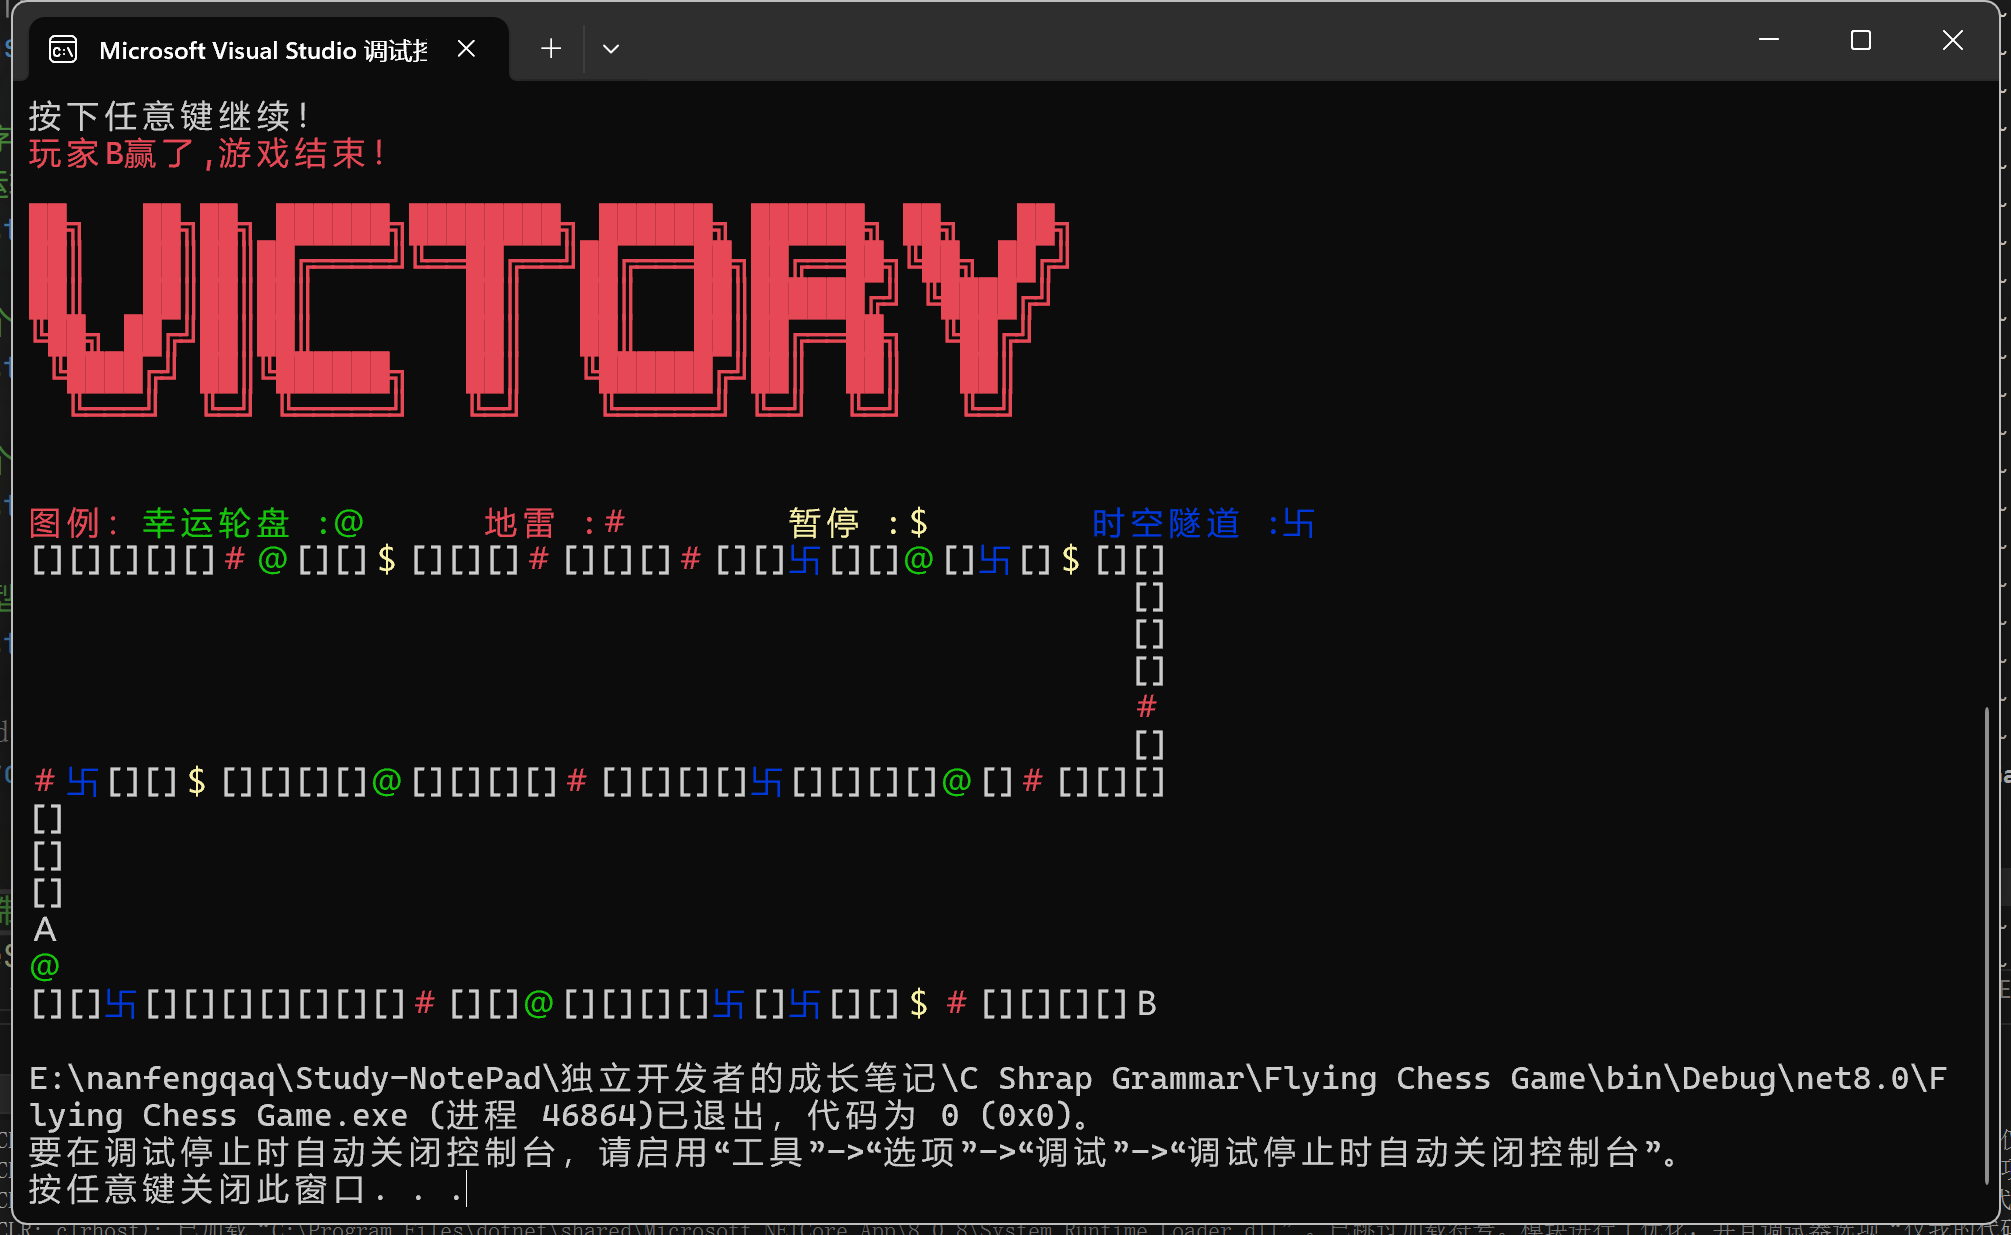 Microsoft Visual Studio 调试控
按下任意键继续！
玩家B赢了,游戏结束！
VICTORY
图例：幸运轮盘 :@ 地雷 :# 暂停 :$ 时空隧道 :卐
[][][][][]#@[][]$[][][]#[][][]#[][]卐[][]@[]卐[]$[][]
[]
[]
[]
#
[]
#卐[][]$[][][][]@[][][][]#[][][][]卐[][][][]@[]#[][][]
[]
[]
[]
A
@
[][]卐[][][][][][][]#[][]@[][][][]卐[]卐[][]$#[][][][]B
E:\nanfengqaq\Study-NotePad\独立开发者的成长笔记\C Shrap Grammar\Flying Chess Game\bin\Debug\net8.0\F
lying Chess Game.exe (进程 46864)已退出，代码为 0 (0x0)。
要在调试停止时自动关闭控制台，请启用“工具”->“选项”->“调试”->“调试停止时自动关闭控制台”。
按任意键关闭此窗口. . .